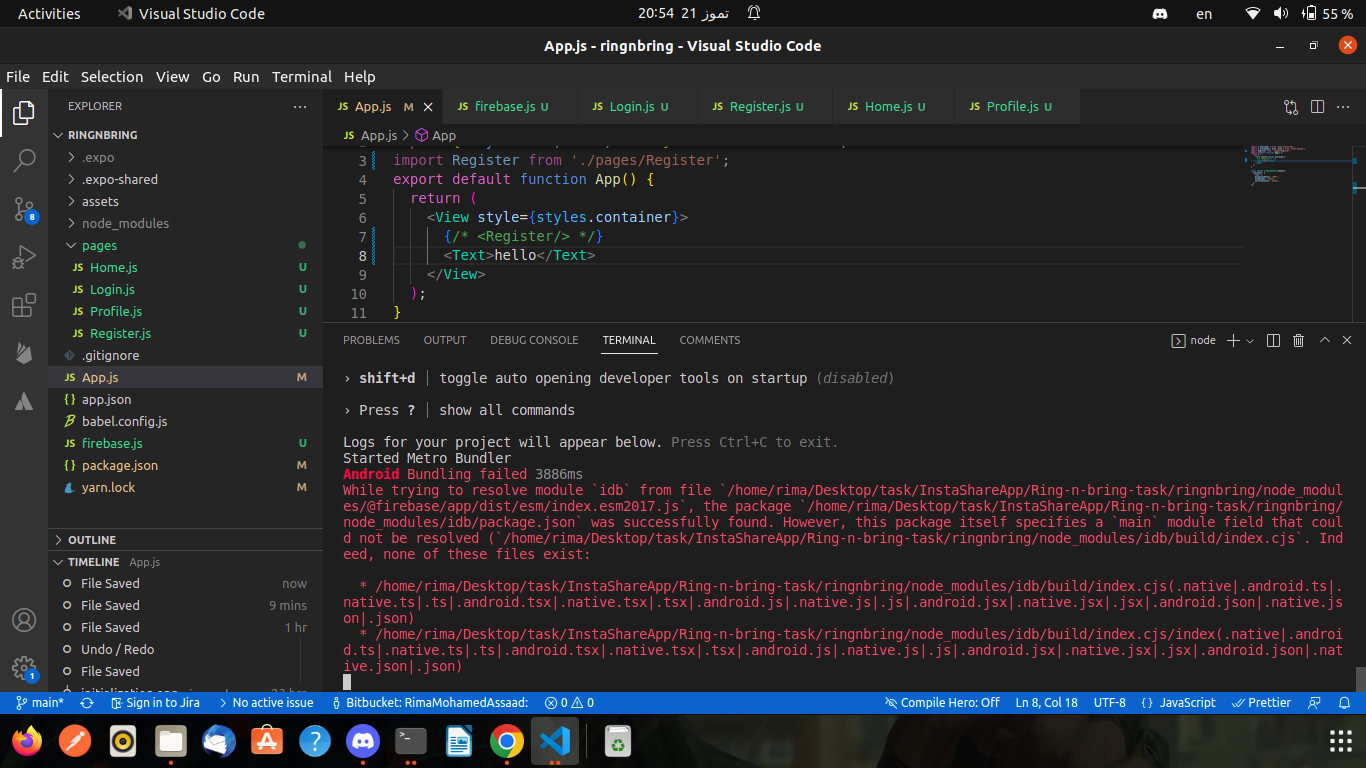 Activities
Visual Studio Code
20:54 21 تموز
en
55 %
App.js - ringnbring - Visual Studio Code
File Edit Selection View Go Run Terminal Help
EXPLORER
RINGNBRING
.expo
.expo-shared
assets
node_modules
pages
JS Home.js U
JS Login.js U
JS Profile.js U
JS Register.js U
.gitignore
JS App.js M
{} app.json
babel.config.js
firebase.js U
{} package.json M
yarn.lock M
OUTLINE
TIMELINE App.js
File Saved now
File Saved 9 mins
File Saved 1 hr
Undo / Redo
File Saved
8
1
JS App.js M
JS firebase.js U
JS Login.js U
JS Register.js U
JS Home.js U
JS Profile.js U
JS App.js > App
3 import Register from './pages/Register';
4 export default function App() {
5 return (
6 <View style={styles.container}>
7 {/* <Register/> */}
8 <Text>hello</Text>
9 </View>
10 );
11 }
PROBLEMS OUTPUT DEBUG CONSOLE TERMINAL COMMENTS
node
› shift+d │ toggle auto opening developer tools on startup (disabled)
› Press ? │ show all commands
Logs for your project will appear below. Press Ctrl+C to exit.
Started Metro Bundler
Android Bundling failed 3886ms
While trying to resolve module `idb` from file `/home/rima/Desktop/task/InstaShareApp/Ring-n-bring-task/ringnbring/node_modul
es/@firebase/app/dist/esm/index.esm2017.js`, the package `/home/rima/Desktop/task/InstaShareApp/Ring-n-bring-task/ringnbring/
node_modules/idb/package.json` was successfully found. However, this package itself specifies a `main` module field that coul
d not be resolved (`/home/rima/Desktop/task/InstaShareApp/Ring-n-bring-task/ringnbring/node_modules/idb/build/index.cjs`. Ind
eed, none of these files exist:
* /home/rima/Desktop/task/InstaShareApp/Ring-n-bring-task/ringnbring/node_modules/idb/build/index.cjs(.native|.android.ts|.
native.ts|.ts|.android.tsx|.native.tsx|.tsx|.android.js|.native.js|.js|.android.jsx|.native.jsx|.jsx|.android.json|.native.js
on|.json)
* /home/rima/Desktop/task/InstaShareApp/Ring-n-bring-task/ringnbring/node_modules/idb/build/index.cjs/index(.native|.androi
d.ts|.native.ts|.ts|.android.tsx|.native.tsx|.tsx|.android.js|.native.js|.js|.android.jsx|.native.jsx|.jsx|.android.json|.nat
ive.json|.json)
main* Sign in to Jira No active issue Bitbucket: RimaMohamedAssaad: 0 0 Compile Hero: Off Ln 8, Col 18 UTF-8 {} JavaScript Prettier